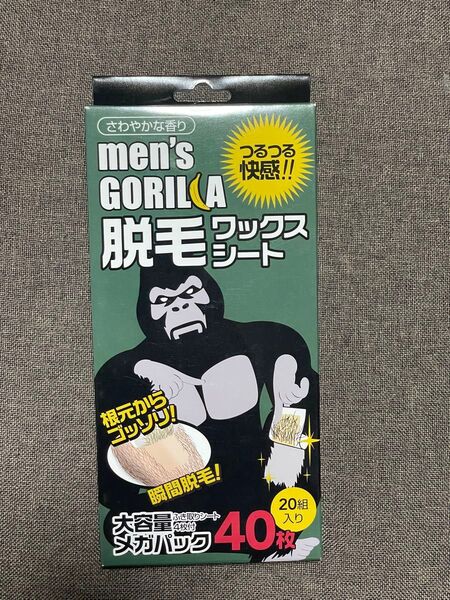 さわやかな香り
men's
GORILLA
つるつる
快感!!
脱毛ワックス
シート
根元から
ゴッソリ!
瞬間脱毛!
20組
入り
大容量 ふき取りシート
4枚付
メガパック 40枚